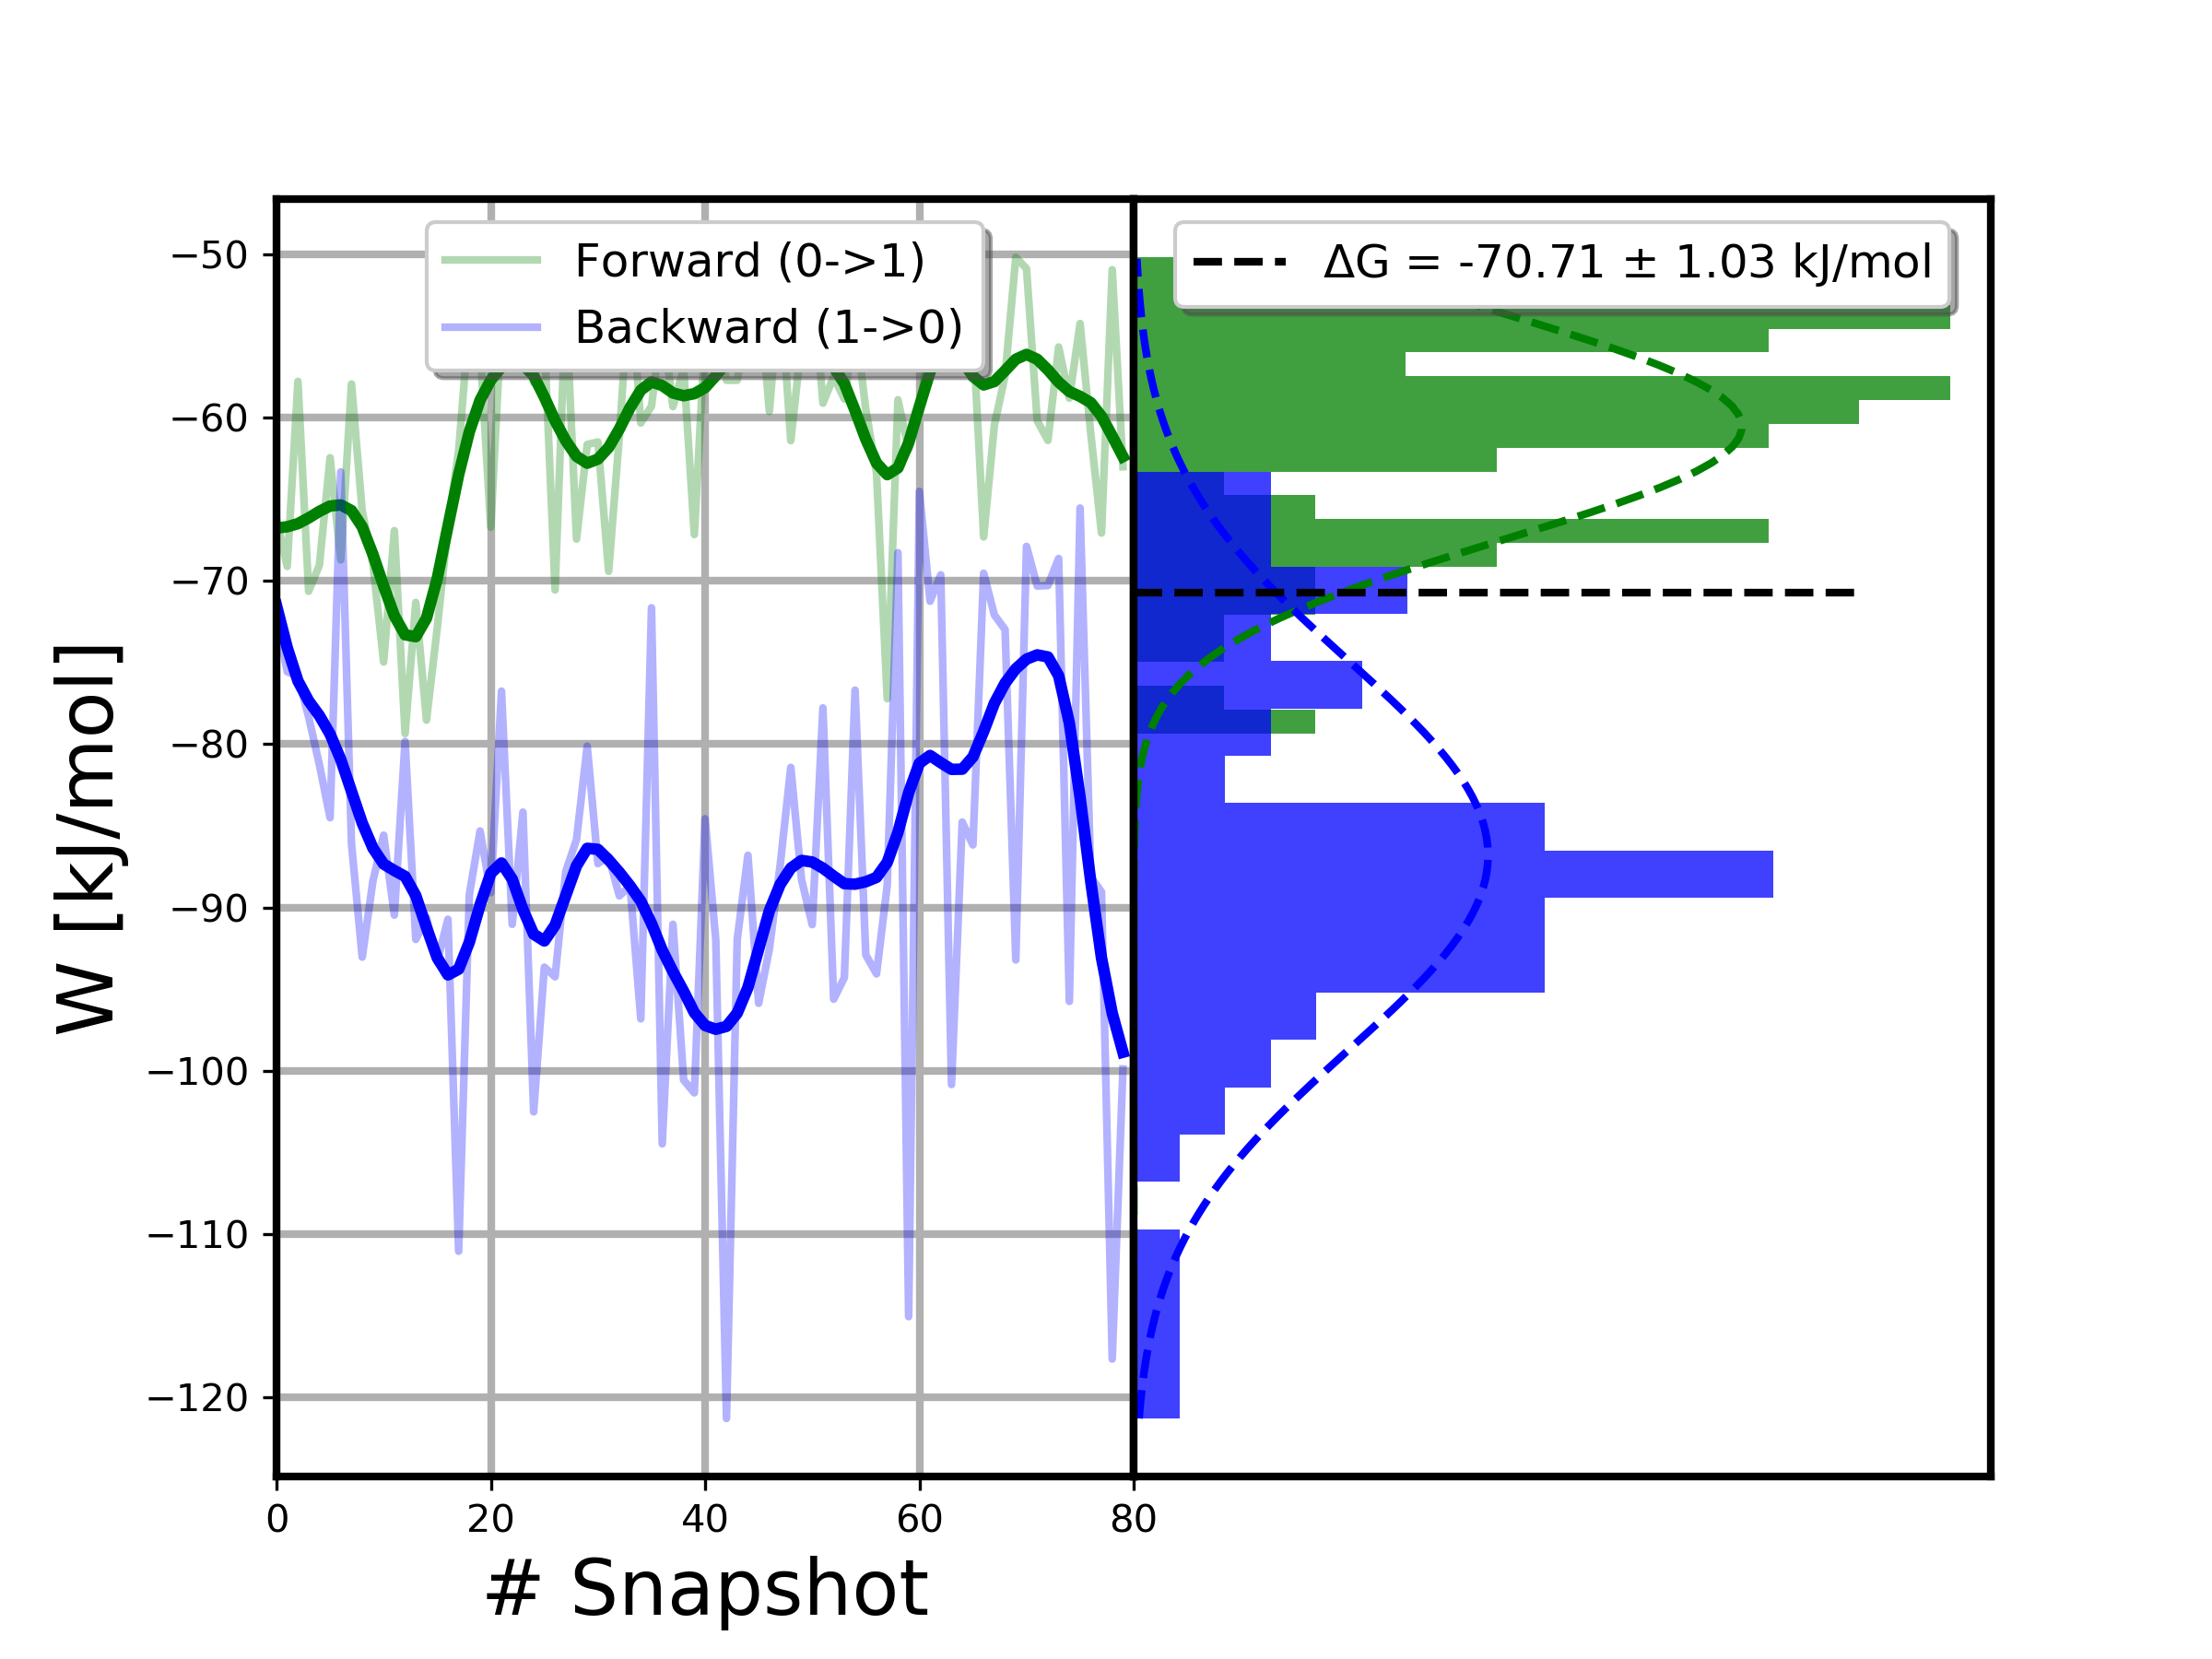 Forward (0->1)
Backward (1->0)
ΔG = -70.71 ± 1.03 kJ/mol
−50
−60
−70
−80
−90
−100
−110
−120
W [kJ/mol]
0 20 40 60 80
# Snapshot